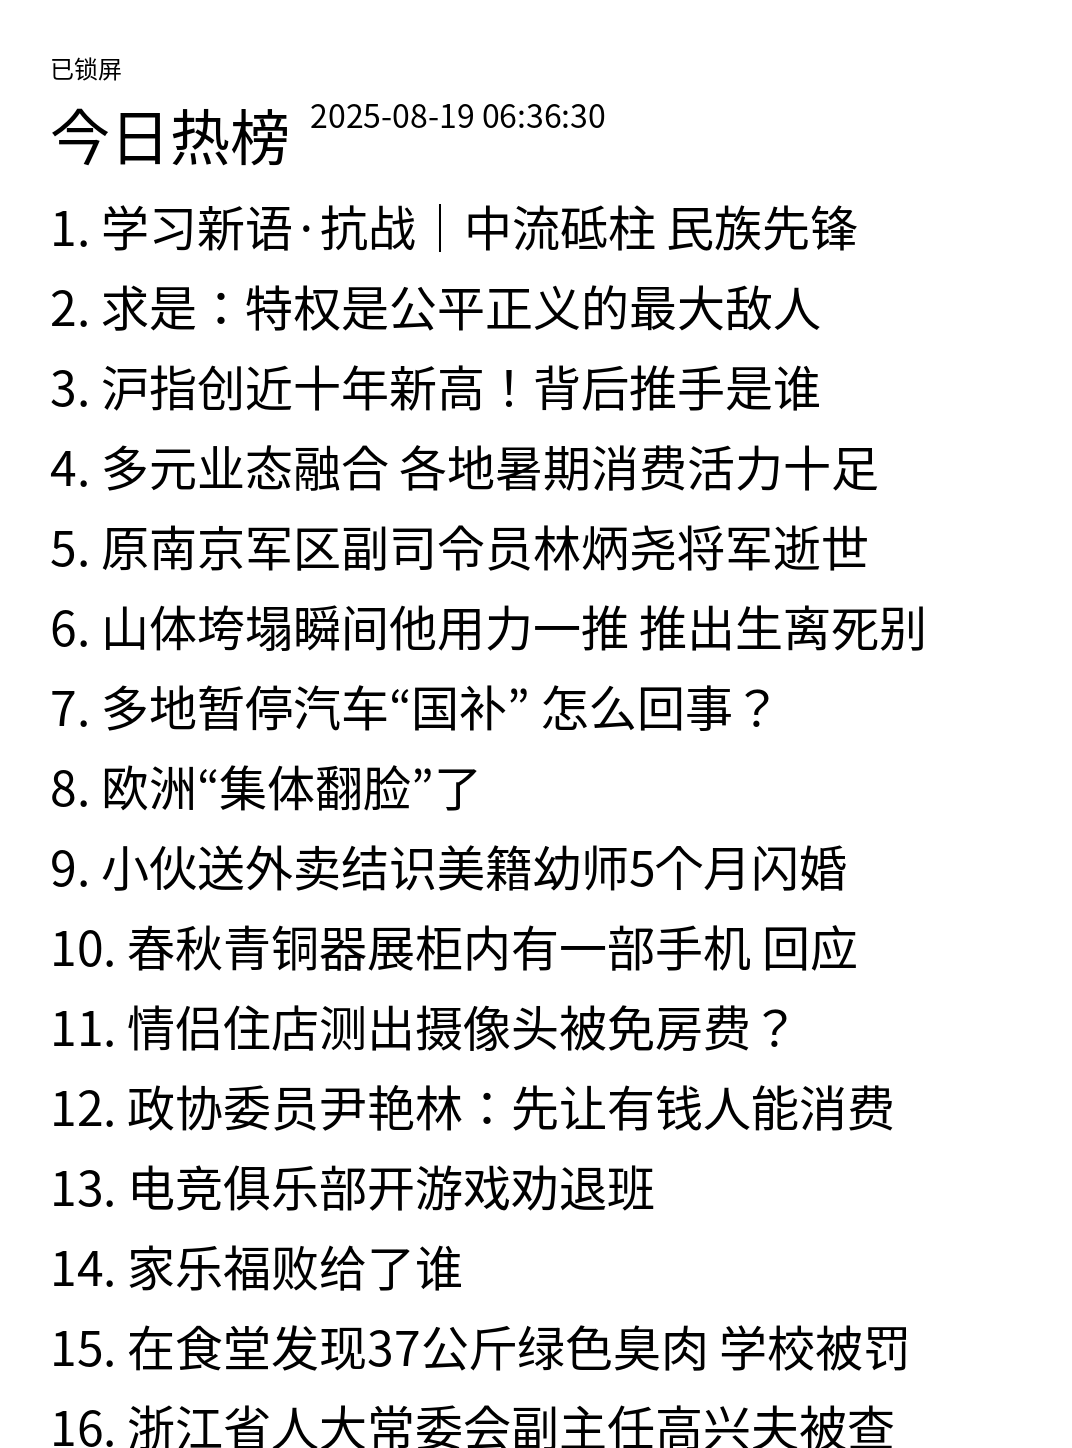 已锁屏
今日热榜 2025-08-19 06:36:30
1. 学习新语·抗战｜中流砥柱 民族先锋
2. 求是：特权是公平正义的最大敌人
3. 沪指创近十年新高！背后推手是谁
4. 多元业态融合 各地暑期消费活力十足
5. 原南京军区副司令员林炳尧将军逝世
6. 山体垮塌瞬间他用力一推 推出生离死别
7. 多地暂停汽车“国补” 怎么回事？
8. 欧洲“集体翻脸”了
9. 小伙送外卖结识美籍幼师5个月闪婚
10. 春秋青铜器展柜内有一部手机 回应
11. 情侣住店测出摄像头被免房费？
12. 政协委员尹艳林：先让有钱人能消费
13. 电竞俱乐部开游戏劝退班
14. 家乐福败给了谁
15. 在食堂发现37公斤绿色臭肉 学校被罚
16. 浙江省人大常委会副主任高兴夫被查